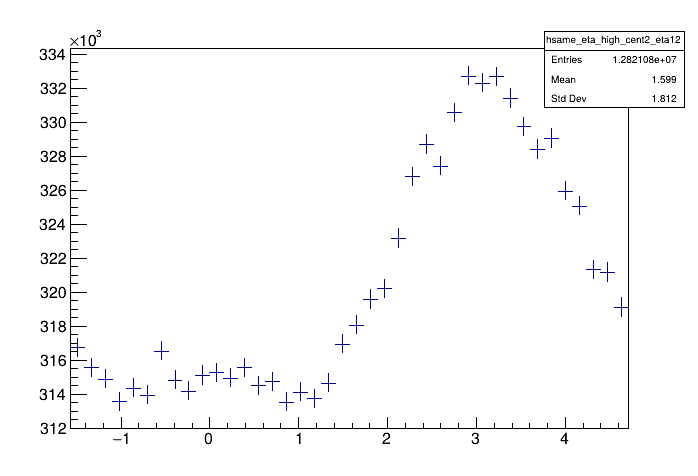 ×10³
hsame_eta_high_cent2_eta12
Entries 1.282108e+07
Mean 1.599
Std Dev 1.812
334
332
330
328
326
324
322
320
318
316
314
312
−1 0 1 2 3 4